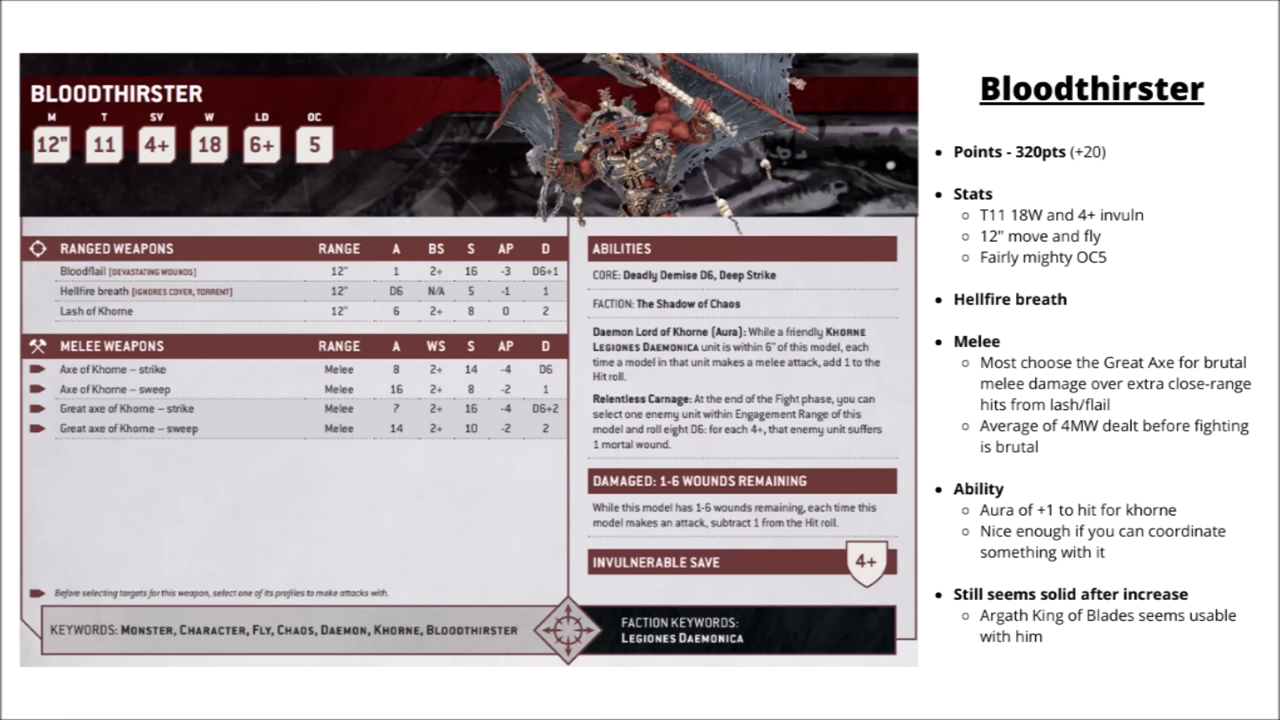 BLOODTHIRSTER
M T SV W LD OC
12" 11 4+ 18 6+ 5
RANGED WEAPONS RANGE A BS S AP D
Bloodflail [DEVASTATING WOUNDS] 12" 1 2+ 16 -3 D6+1
Hellfire breath [IGNORES COVER, TORRENT] 12" D6 N/A 5 -1 1
Lash of Khorne 12" 6 2+ 8 0 2
MELEE WEAPONS RANGE A WS S AP D
Axe of Khorne – strike Melee 8 2+ 14 -4 D6
Axe of Khorne – sweep Melee 16 2+ 8 -2 1
Great axe of Khorne – strike Melee 7 2+ 16 -4 D6+2
Great axe of Khorne – sweep Melee 14 2+ 10 -2 2
Before selecting targets for this weapon, select one of its profiles to make attacks with.
ABILITIES
CORE: Deadly Demise D6, Deep Strike
FACTION: The Shadow of Chaos
Daemon Lord of Khorne (Aura): While a friendly KHORNE
LEGIONES DAEMONICA unit is within 6" of this model, each
time a model in that unit makes a melee attack, add 1 to the
Hit roll.
Relentless Carnage: At the end of the Fight phase, you can
select one enemy unit within Engagement Range of this
model and roll eight D6: for each 4+, that enemy unit suffers
1 mortal wound.
DAMAGED: 1-6 WOUNDS REMAINING
While this model has 1-6 wounds remaining, each time this
model makes an attack, subtract 1 from the Hit roll.
INVULNERABLE SAVE 4+
KEYWORDS: MONSTER, CHARACTER, FLY, CHAOS, DAEMON, KHORNE, BLOODTHIRSTER
FACTION KEYWORDS:
LEGIONES DAEMONICA
Bloodthirster
• Points - 320pts (+20)
• Stats
○ T11 18W and 4+ invuln
○ 12" move and fly
○ Fairly mighty OC5
• Hellfire breath
• Melee
○ Most choose the Great Axe for brutal
melee damage over extra close-range
hits from lash/flail
○ Average of 4MW dealt before fighting
is brutal
• Ability
○ Aura of +1 to hit for khorne
○ Nice enough if you can coordinate
something with it
• Still seems solid after increase
○ Argath King of Blades seems usable
with him